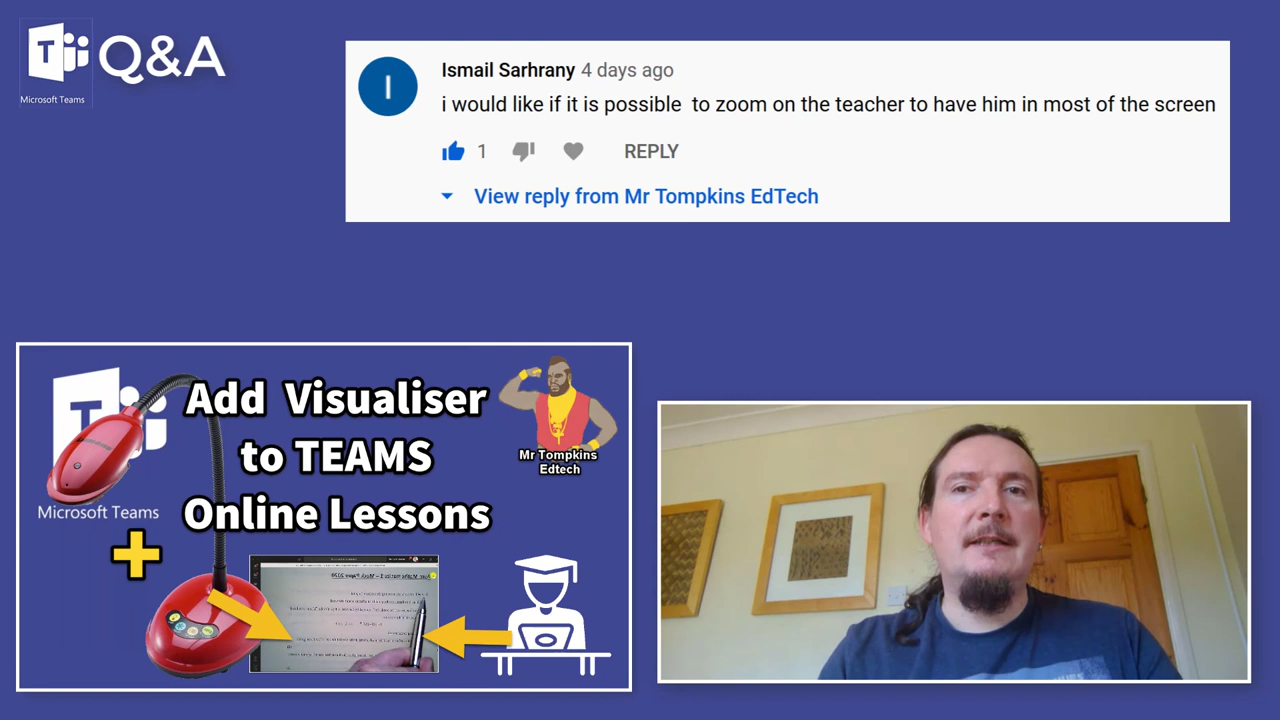 T
Q&A
Microsoft Teams
I
Ismail Sarhrany 4 days ago
i would like if it is possible to zoom on the teacher to have him in most of the screen
1
REPLY
View reply from Mr Tompkins EdTech
T
Add Visualiser
to TEAMS
Online Lessons
Microsoft Teams
+
Mr Tompkins
Edtech